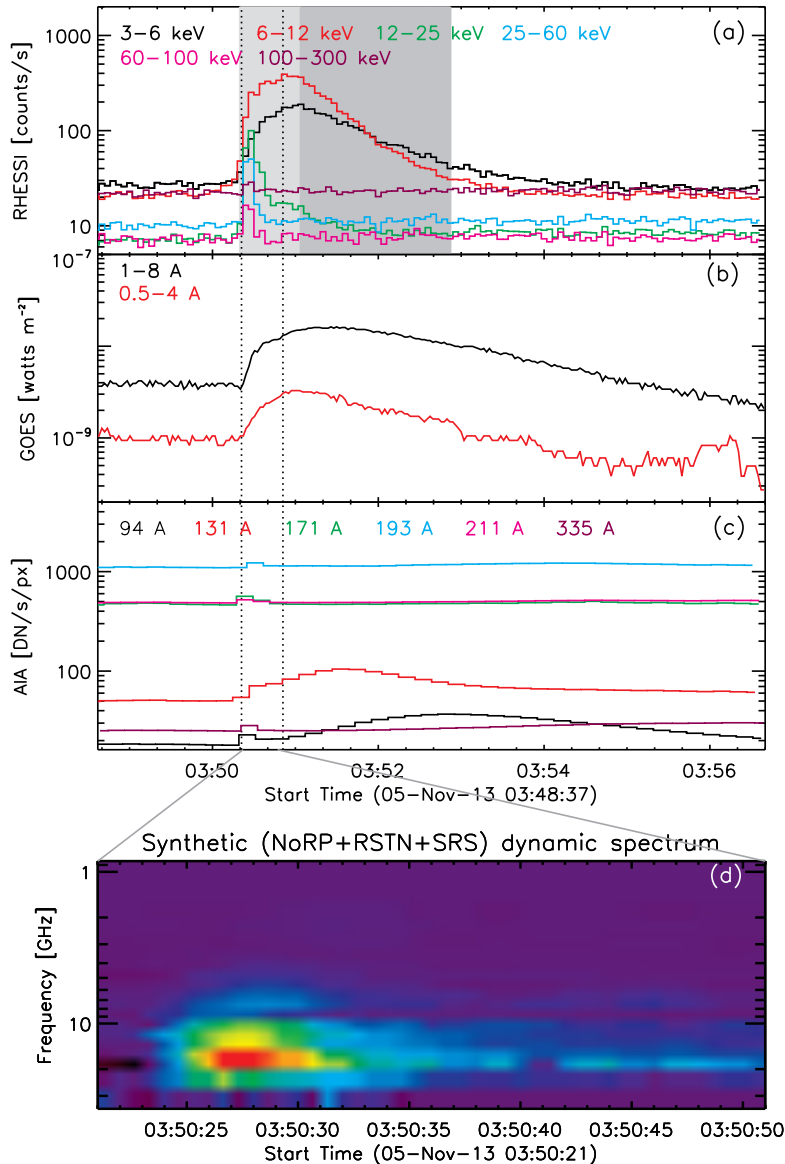 3−6 keV 6−12 keV 12−25 keV 25−60 keV (a)
60−100 keV 100−300 keV
1000
100
10
RHESSI [counts/s]
10⁻⁷
1−8 A (b)
0.5−4 A
10⁻⁹
GOES [watts m⁻²]
94 A 131 A 171 A 193 A 211 A 335 A (c)
1000
100
AIA [DN/s/px]
03:50 03:52 03:54 03:56
Start Time (05-Nov-13 03:48:37)
Synthetic (NoRP+RSTN+SRS) dynamic spectrum
1 (d)
10
Frequency [GHz]
03:50:25 03:50:30 03:50:35 03:50:40 03:50:45 03:50:50
Start Time (05-Nov-13 03:50:21)